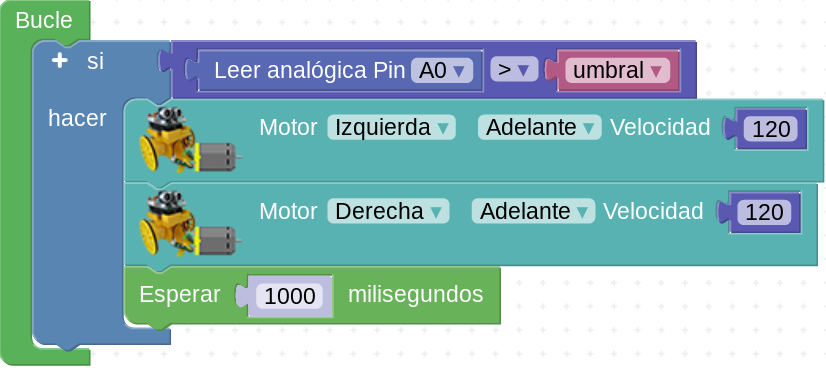 Bucle
+ si Leer analógica Pin A0 ▾ > ▾ umbral ▾
hacer Motor Izquierda ▾ Adelante ▾ Velocidad 120
Motor Derecha ▾ Adelante ▾ Velocidad 120
Esperar 1000 milisegundos